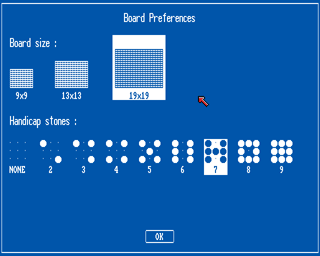 Board Preferences
Board size :
9x9 13x13 19x19
Handicap stones :
NONE 2 3 4 5 6 7 8 9
OK